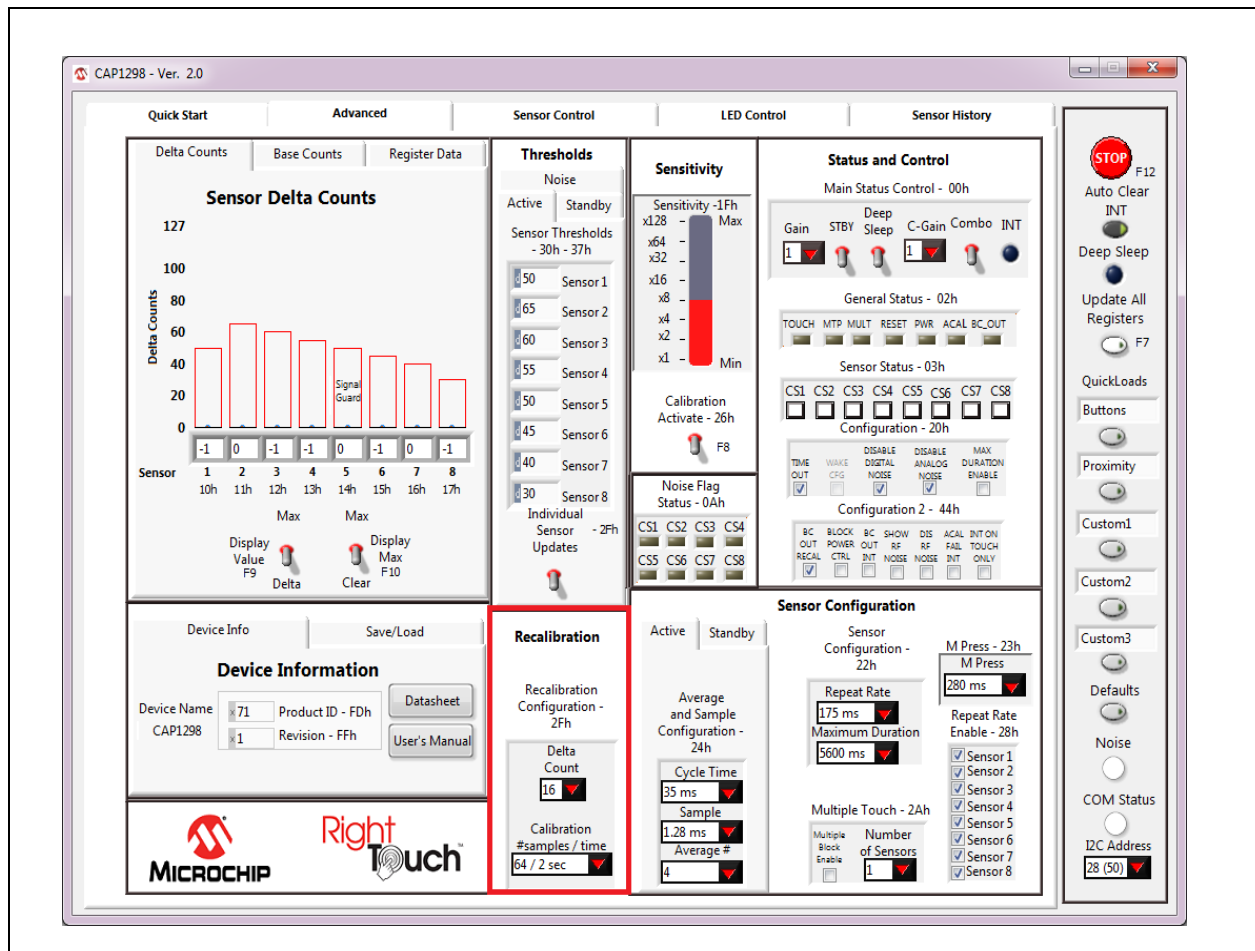 CAP1298 - Ver. 2.0
Quick Start
Advanced
Sensor Control
LED Control
Sensor History
Delta Counts
Base Counts
Register Data
Sensor Delta Counts
Delta Counts
127
100
80
60
40
20
0
Signal
Guard
-1 0 -1 -1 0 -1 0 -1
Sensor 1 2 3 4 5 6 7 8
10h 11h 12h 13h 14h 15h 16h 17h
Max
Display
Value
F9
Delta
Max
Display
Max
F10
Clear
Thresholds
Noise
Active
Standby
Sensor Thresholds
- 30h - 37h
d 50 Sensor 1
d 65 Sensor 2
d 60 Sensor 3
d 55 Sensor 4
d 50 Sensor 5
d 45 Sensor 6
d 40 Sensor 7
d 30 Sensor 8
Individual
Sensor - 2Fh
Updates
Sensitivity
Sensitivity -1Fh
x128 Max
x64
x32
x16
x8
x4
x2
x1 Min
Calibration
Activate - 26h
F8
Noise Flag
Status - 0Ah
CS1 CS2 CS3 CS4
CS5 CS6 CS7 CS8
Status and Control
Main Status Control - 00h
Gain
1
STBY
Deep
Sleep
C-Gain
1
Combo
INT
General Status - 02h
TOUCH MTP MULT RESET PWR ACAL BC_OUT
Sensor Status - 03h
CS1 CS2 CS3 CS4 CS5 CS6 CS7 CS8
Configuration - 20h
TIME
OUT
WAKE
CFG
DISABLE
DIGITAL
NOISE
DISABLE
ANALOG
NOISE
MAX
DURATION
ENABLE
Configuration 2 - 44h
BC
OUT
RECAL
BLOCK
POWER
CTRL
BC
OUT
INT
SHOW
RF
NOISE
DIS
RF
NOISE
ACAL
FAIL
INT
INT ON
TOUCH
ONLY
Device Info
Save/Load
Device Information
Device Name
CAP1298
x 71 Product ID - FDh
x 1 Revision - FFh
Datasheet
User's Manual
MICROCHIP
Right
Touch
Recalibration
Recalibration
Configuration -
2Fh
Delta
Count
16
Calibration
#samples / time
64 / 2 sec
Sensor Configuration
Active
Standby
Average
and Sample
Configuration -
24h
Cycle Time
35 ms
Sample
1.28 ms
Average #
4
Sensor
Configuration -
22h
Repeat Rate
175 ms
Maximum Duration
5600 ms
Multiple Touch - 2Ah
Multiple
Block
Enable
Number
of Sensors
1
M Press - 23h
M Press
280 ms
Repeat Rate
Enable - 28h
Sensor 1
Sensor 2
Sensor 3
Sensor 4
Sensor 5
Sensor 6
Sensor 7
Sensor 8
STOP
F12
Auto Clear
INT
Deep Sleep
Update All
Registers
F7
QuickLoads
Buttons
Proximity
Custom1
Custom2
Custom3
Defaults
Noise
COM Status
I2C Address
28 (50)